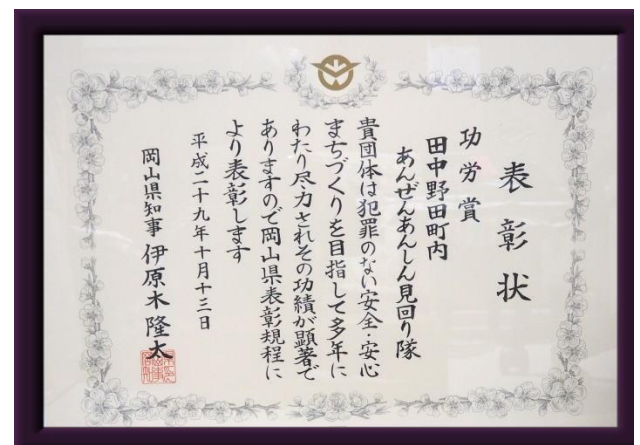 表彰状
功労賞
田中野田町内
あんぜんあんしん見回り隊
貴団体は犯罪のない安全・安心
まちづくりを目指して多年に
わたり尽力されその功績が顕著で
ありますので岡山県表彰規程に
より表彰します
平成二十九年十月十三日
岡山県知事 伊原木隆太